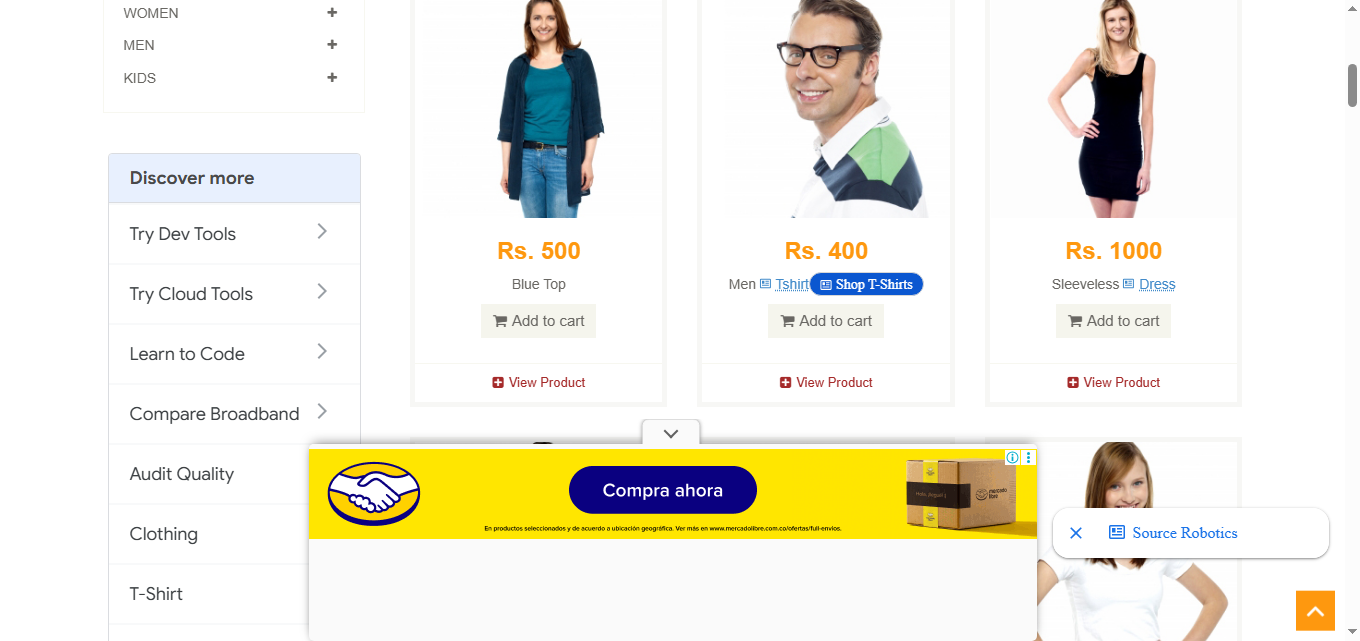 WOMEN
MEN
KIDS
Discover more
Try Dev Tools
Try Cloud Tools
Learn to Code
Compare Broadband
Audit Quality
Clothing
T-Shirt
Rs. 500
Blue Top
Add to cart
View Product
Rs. 400
Men Tshirt Shop T-Shirts
Add to cart
View Product
Rs. 1000
Sleeveless Dress
Add to cart
View Product
Compra ahora
En productos seleccionados y de acuerdo a ubicación geográfica. Ver más en www.mercadolibre.com.co/ofertas/full-envios.
mercado
libre
Source Robotics